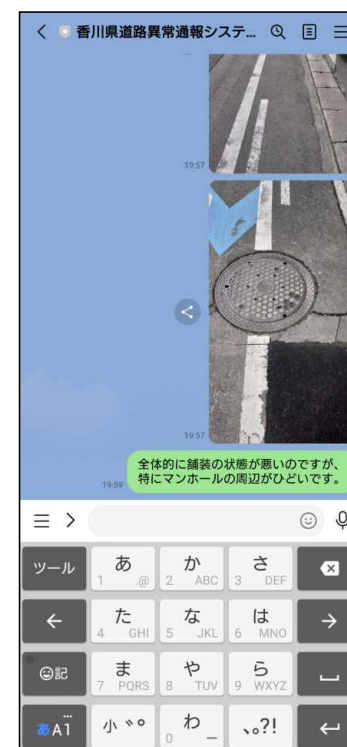 香川県道路異常通報システ...
19:57
19:57
全体的に舗装の状態が悪いのですが、
19:59 特にマンホールの周辺がひどいです。
ツール
あ
1 .@
か
2 ABC
さ
3 DEF
た
4 GHI
な
5 JKL
は
6 MNO
記
ま
7 PQRS
や
8 TUV
ら
9 WXYZ
あA1
小 〝°
わ
0 _
、。?!